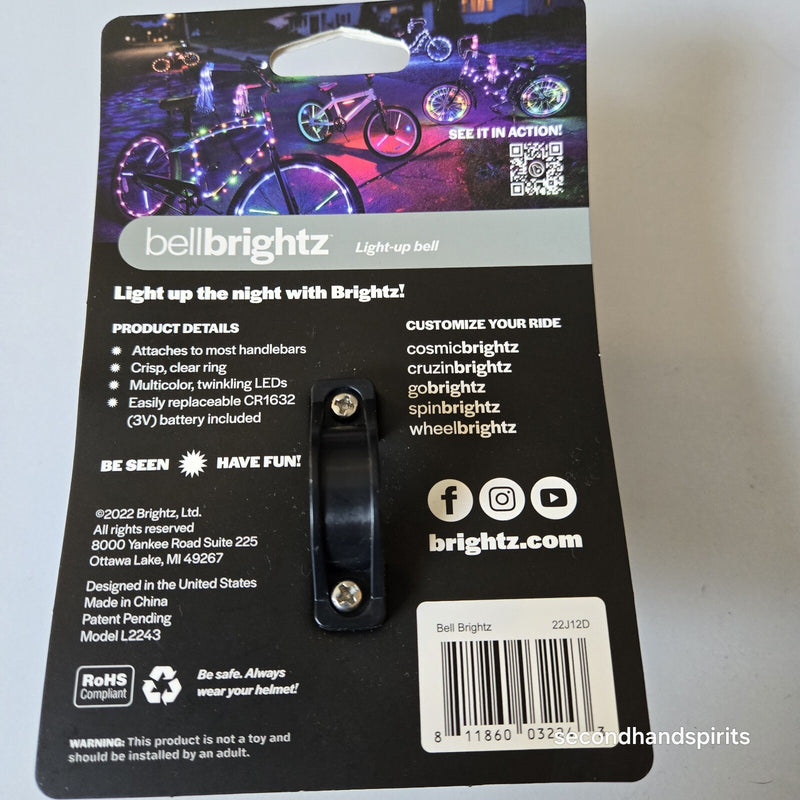 SEE IT IN ACTION!
bellbrightz™ Light-up bell
Light up the night with Brightz!
PRODUCT DETAILS
Attaches to most handlebars
Crisp, clear ring
Multicolor, twinkling LEDs
Easily replaceable CR1632
(3V) battery included
BE SEEN HAVE FUN!
CUSTOMIZE YOUR RIDE
cosmicbrightz
cruzinbrightz
gobrightz
spinbrightz
wheelbrightz
brightz.com
©2022 Brightz, Ltd.
All rights reserved
8000 Yankee Road Suite 225
Ottawa Lake, MI 49267
Designed in the United States
Made in China
Patent Pending
Model L2243
RoHS
Compliant
Be safe. Always
wear your helmet!
WARNING: This product is not a toy and
should be installed by an adult.
Bell Brightz 22J12D
8 11860 3
secondhandspirits